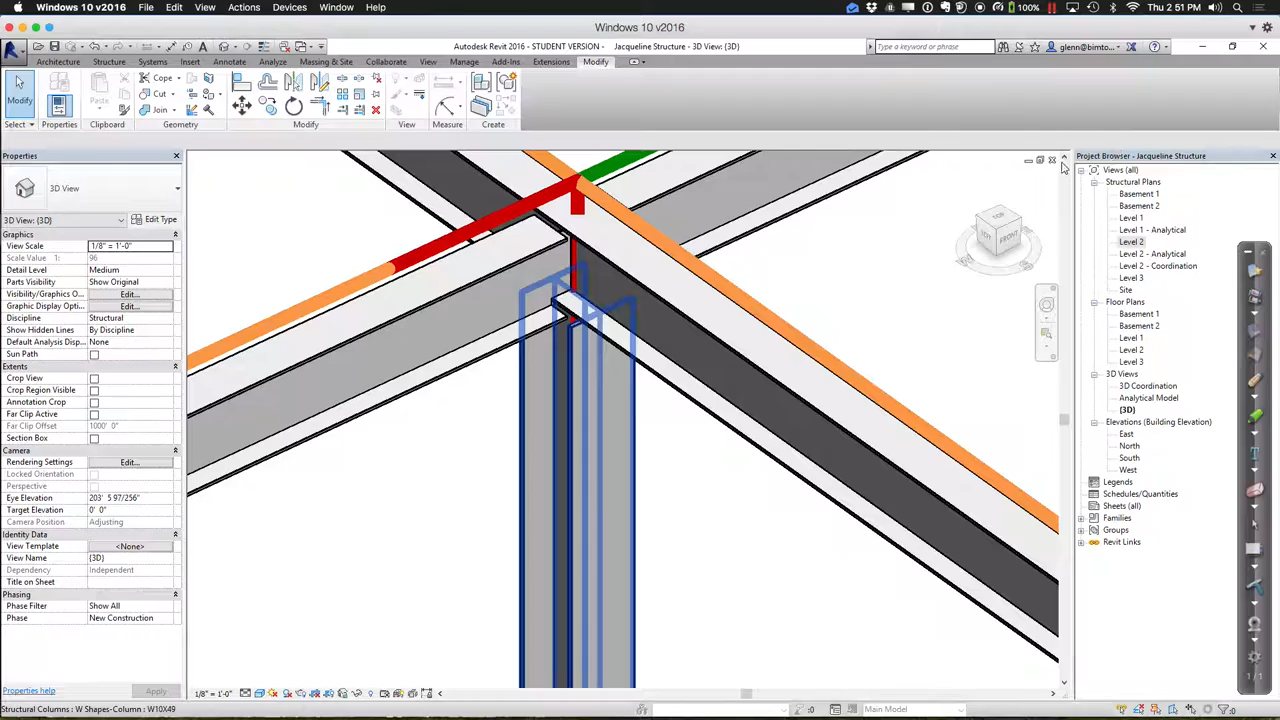 Windows 10 v2016 File Edit View Actions Devices Window Help
100% Thu 2:51 PM
Windows 10 v2016
Autodesk Revit 2016 - STUDENT VERSION - Jacqueline Structure - 3D View: {3D}
Type a keyword or phrase
glenn@bimto...
Architecture Structure Systems Insert Annotate Analyze Massing & Site Collaborate View Manage Add-Ins Extensions Modify
Modify Paste Cope Cut Join
Properties
Select Properties Clipboard Geometry Modify View Measure Create
Properties
3D View
3D View: {3D} Edit Type
Graphics
View Scale 1/8" = 1'-0"
Scale Value 1: 96
Detail Level Medium
Parts Visibility Show Original
Visibility/Graphics O... Edit...
Graphic Display Opti... Edit...
Discipline Structural
Show Hidden Lines By Discipline
Default Analysis Disp... None
Sun Path
Extents
Crop View
Crop Region Visible
Annotation Crop
Far Clip Active
Far Clip Offset 1000' 0"
Section Box
Camera
Rendering Settings Edit...
Locked Orientation
Perspective
Eye Elevation 203' 5 97/256"
Target Elevation 0' 0"
Camera Position Adjusting
Identity Data
View Template <None>
View Name {3D}
Dependency Independent
Title on Sheet
Phasing
Phase Filter Show All
Phase New Construction
Properties help Apply
TOP
FRONT
Project Browser - Jacqueline Structure
Views (all)
Structural Plans
Basement 1
Basement 2
Level 1
Level 1 - Analytical
Level 2
Level 2 - Analytical
Level 2 - Coordination
Level 3
Site
Floor Plans
Basement 1
Basement 2
Level 1
Level 2
Level 3
3D Views
3D Coordination
Analytical Model
{3D}
Elevations (Building Elevation)
East
North
South
West
Legends
Schedules/Quantities
Sheets (all)
Families
Groups
Revit Links
1 / 1
1/8" = 1'-0"
Structural Columns : W Shapes-Column : W10X49
:0 Main Model :0